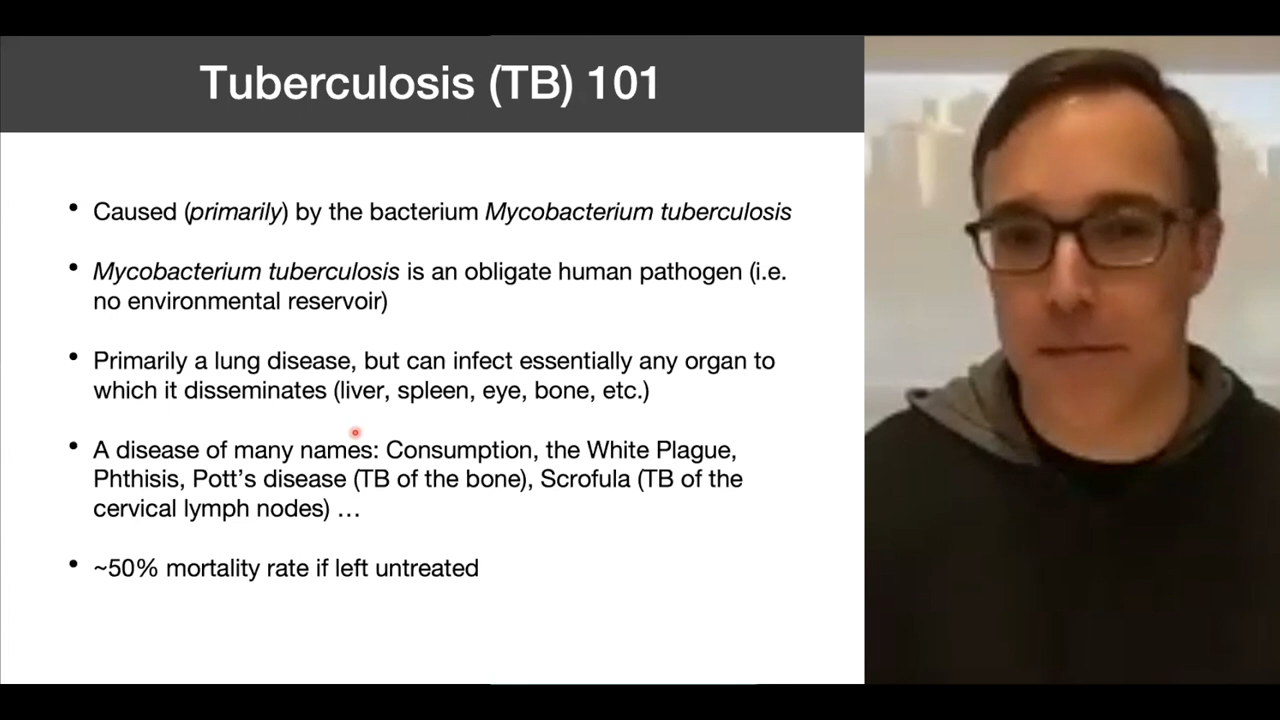 Tuberculosis (TB) 101
• Caused (primarily) by the bacterium Mycobacterium tuberculosis
• Mycobacterium tuberculosis is an obligate human pathogen (i.e.
no environmental reservoir)
• Primarily a lung disease, but can infect essentially any organ to
which it disseminates (liver, spleen, eye, bone, etc.)
• A disease of many names: Consumption, the White Plague,
Phthisis, Pott’s disease (TB of the bone), Scrofula (TB of the
cervical lymph nodes) …
• ~50% mortality rate if left untreated